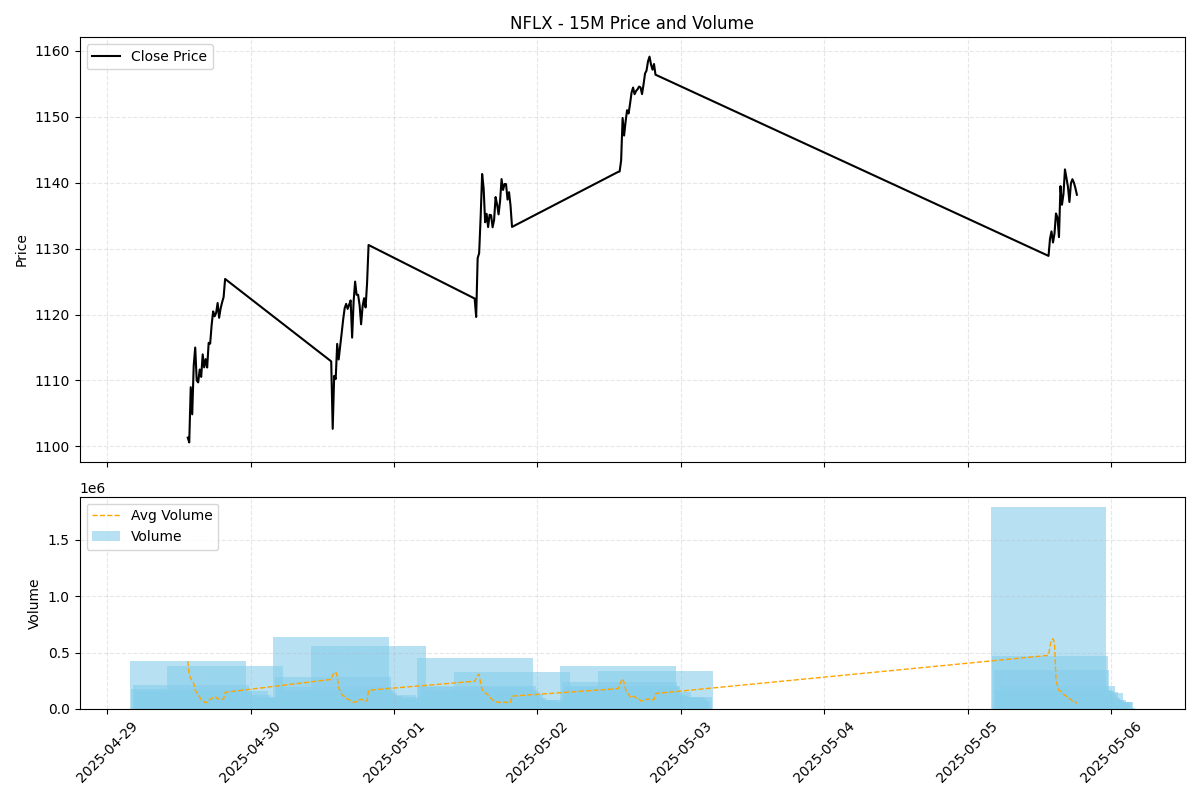 NFLX - 15M Price and Volume
Close Price
Price
1160
1150
1140
1130
1120
1110
1100
1e6
Avg Volume
Volume
Volume
1.5
1.0
0.5
0.0
2025-04-29
2025-04-30
2025-05-01
2025-05-02
2025-05-03
2025-05-04
2025-05-05
2025-05-06